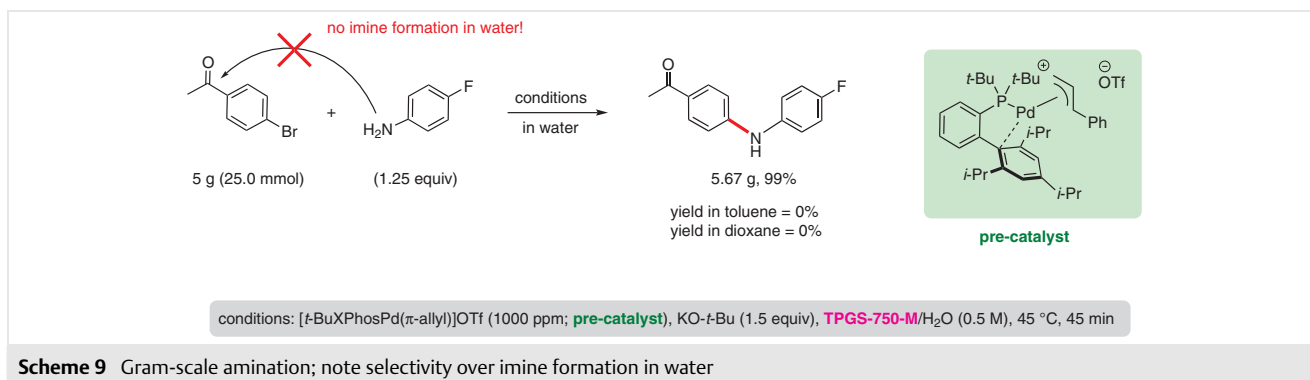 no imine formation in water!
O
Br
+
H2N
F
conditions
in water
O
N
H
F
5 g (25.0 mmol)
(1.25 equiv)
5.67 g, 99%
yield in toluene = 0%
yield in dioxane = 0%
t-Bu
t-Bu
⊕
⊖
OTf
P
Pd
Ph
i-Pr
i-Pr
i-Pr
pre-catalyst
conditions: [t-BuXPhosPd(π-allyl)]OTf (1000 ppm; pre-catalyst), KO-t-Bu (1.5 equiv), TPGS-750-M/H2O (0.5 M), 45 °C, 45 min
Scheme 9 Gram-scale amination; note selectivity over imine formation in water